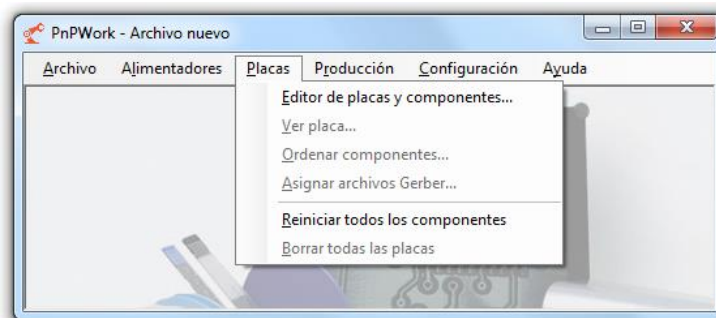 PnPWork - Archivo nuevo
Archivo Alimentadores Placas Producción Configuración Ayuda
Editor de placas y componentes...
Ver placa...
Ordenar componentes...
Asignar archivos Gerber...
Reiniciar todos los componentes
Borrar todas las placas